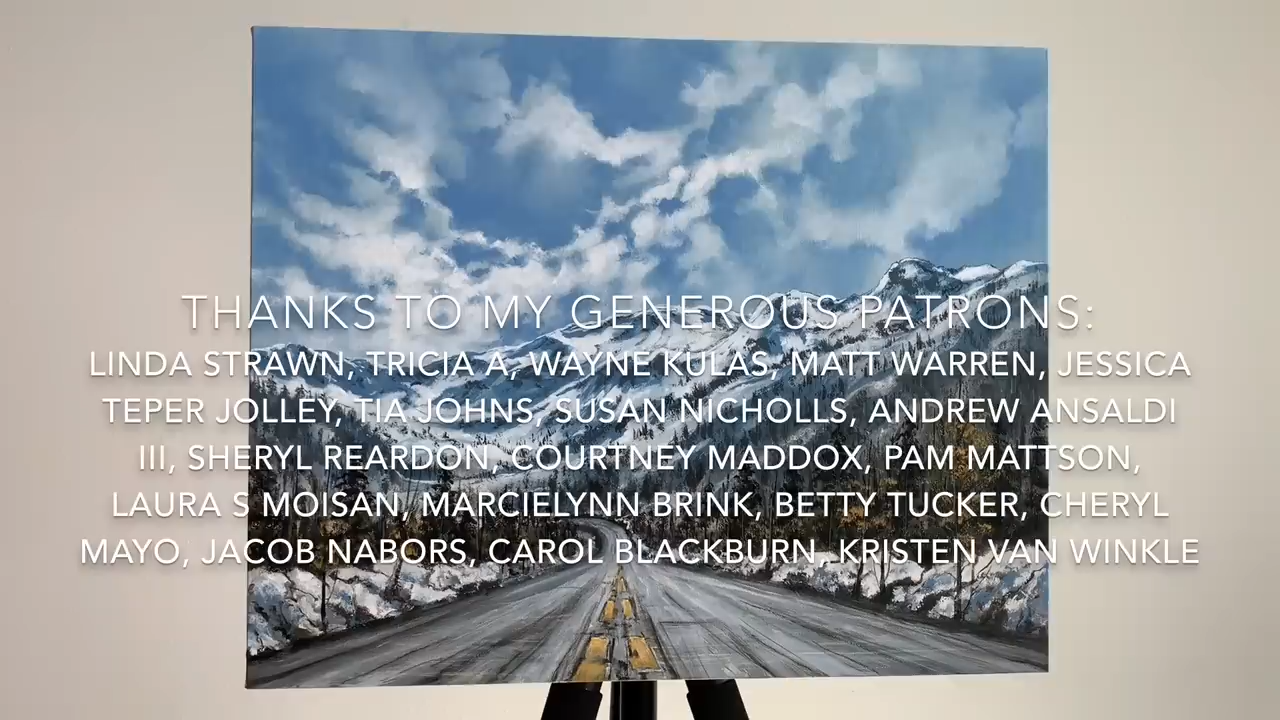 THANKS TO MY GENEROUS PATRONS:
LINDA STRAWN, TRICIA A, WAYNE KULAS, MATT WARREN, JESSICA
TEPER JOLLEY, TIA JOHNS, SUSAN NICHOLLS, ANDREW ANSALDI
III, SHERYL REARDON, COURTNEY MADDOX, PAM MATTSON,
LAURA S MOISAN, MARCIELYNN BRINK, BETTY TUCKER, CHERYL
MAYO, JACOB NABORS, CAROL BLACKBURN, KRISTEN VAN WINKLE